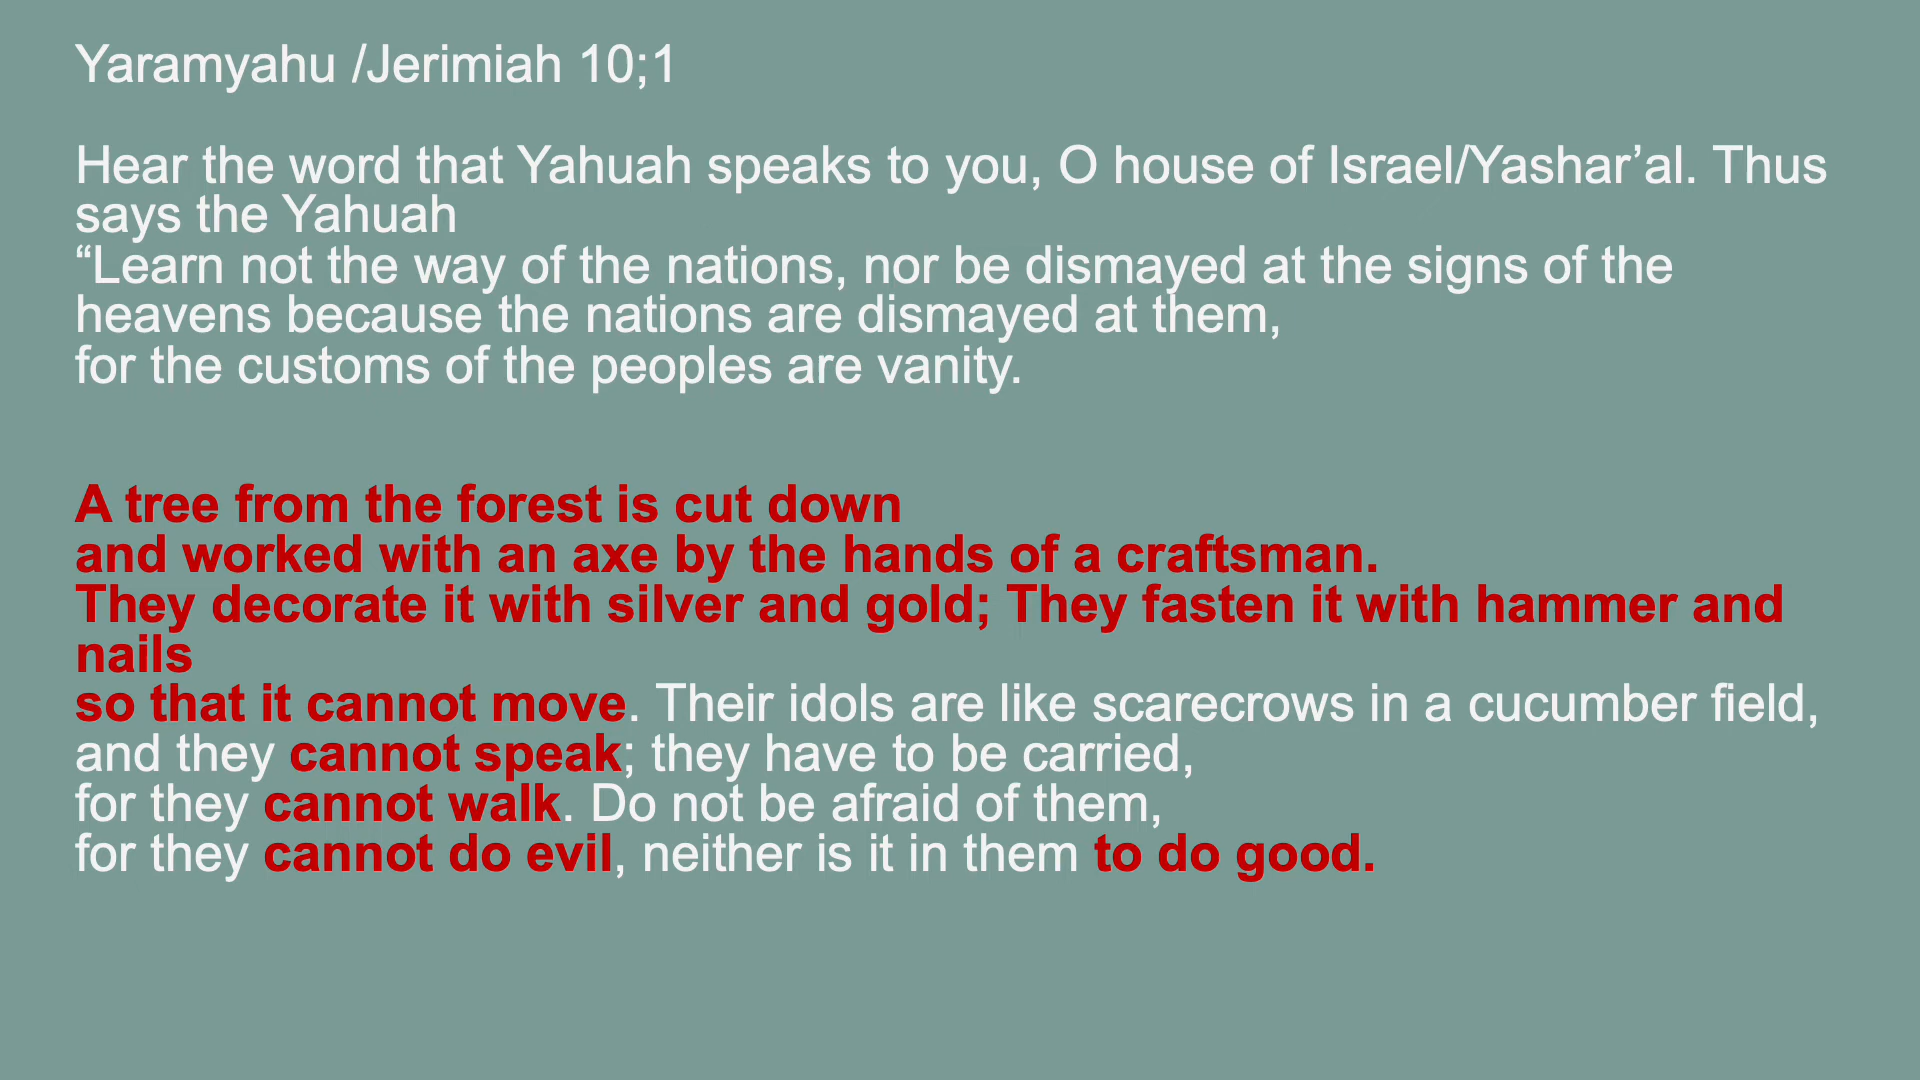 Yaramyahu /Jerimiah 10;1
Hear the word that Yahuah speaks to you, O house of Israel/Yashar’al. Thus
says the Yahuah
“Learn not the way of the nations, nor be dismayed at the signs of the
heavens because the nations are dismayed at them,
for the customs of the peoples are vanity.
A tree from the forest is cut down
and worked with an axe by the hands of a craftsman.
They decorate it with silver and gold; They fasten it with hammer and
nails
so that it cannot move. Their idols are like scarecrows in a cucumber field,
and they cannot speak; they have to be carried,
for they cannot walk. Do not be afraid of them,
for they cannot do evil, neither is it in them to do good.